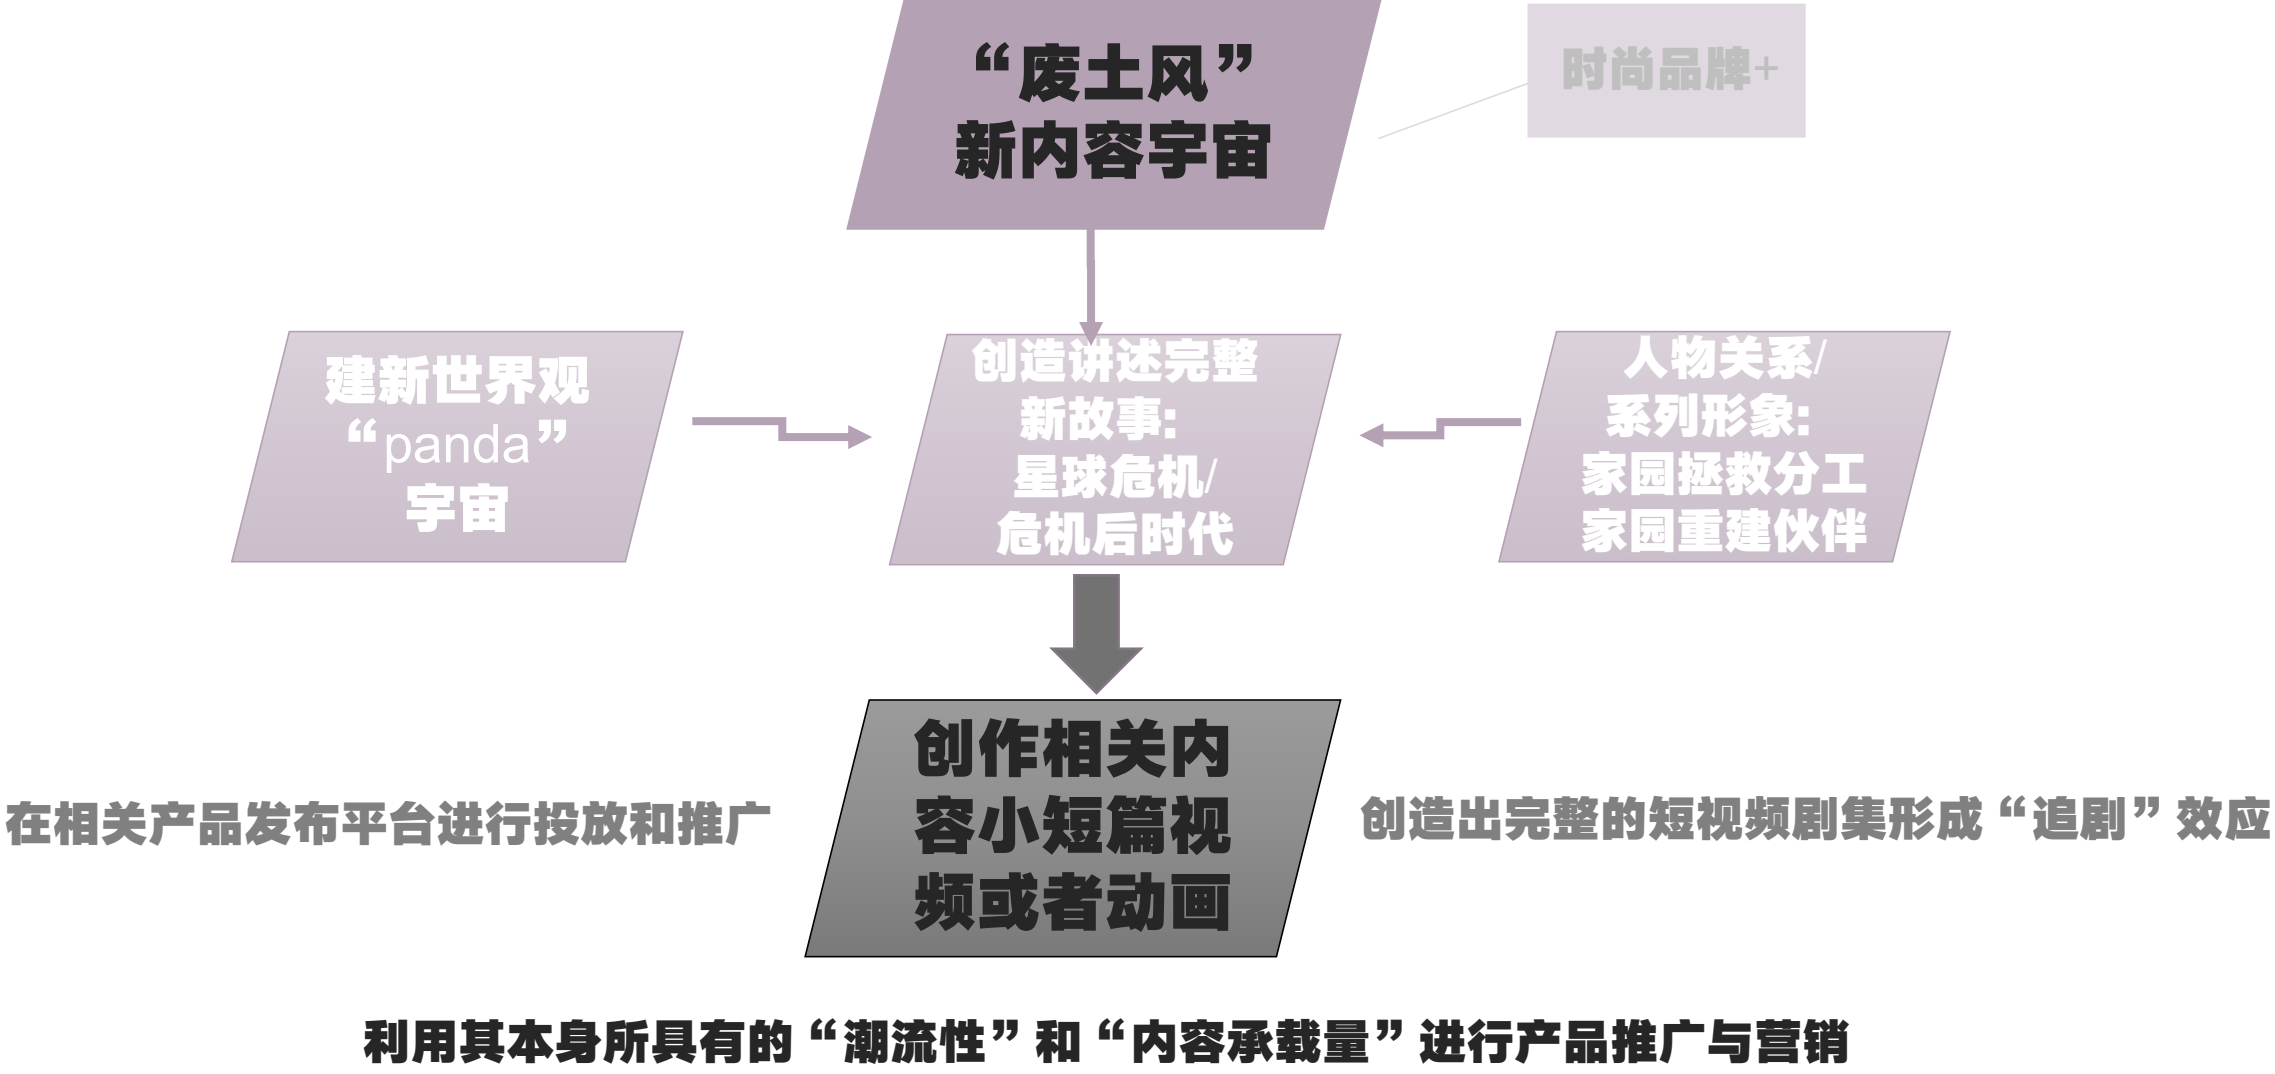 “废土风”
新内容宇宙
时尚品牌+
建新世界观
“panda”
宇宙
创造讲述完整
新故事:
星球危机/
危机后时代
人物关系/
系列形象:
家园拯救分工
家园重建伙伴
创作相关内
容小短篇视
频或者动画
在相关产品发布平台进行投放和推广
创造出完整的短视频剧集形成“追剧”效应
利用其本身所具有的“潮流性”和“内容承载量”进行产品推广与营销